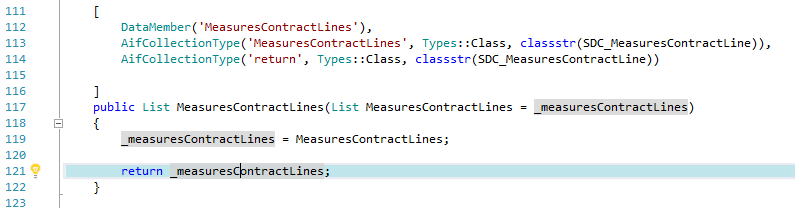 111 [
112 DataMember('MeasuresContractLines'),
113 AifCollectionType('MeasuresContractLines', Types::Class, classstr(SDC_MeasuresContractLine)),
114 AifCollectionType('return', Types::Class, classstr(SDC_MeasuresContractLine))
115
116 ]
117 public List MeasuresContractLines(List MeasuresContractLines = _measuresContractLines)
118 {
119 _measuresContractLines = MeasuresContractLines;
120
121 return _measuresContractLines;
122 }
123